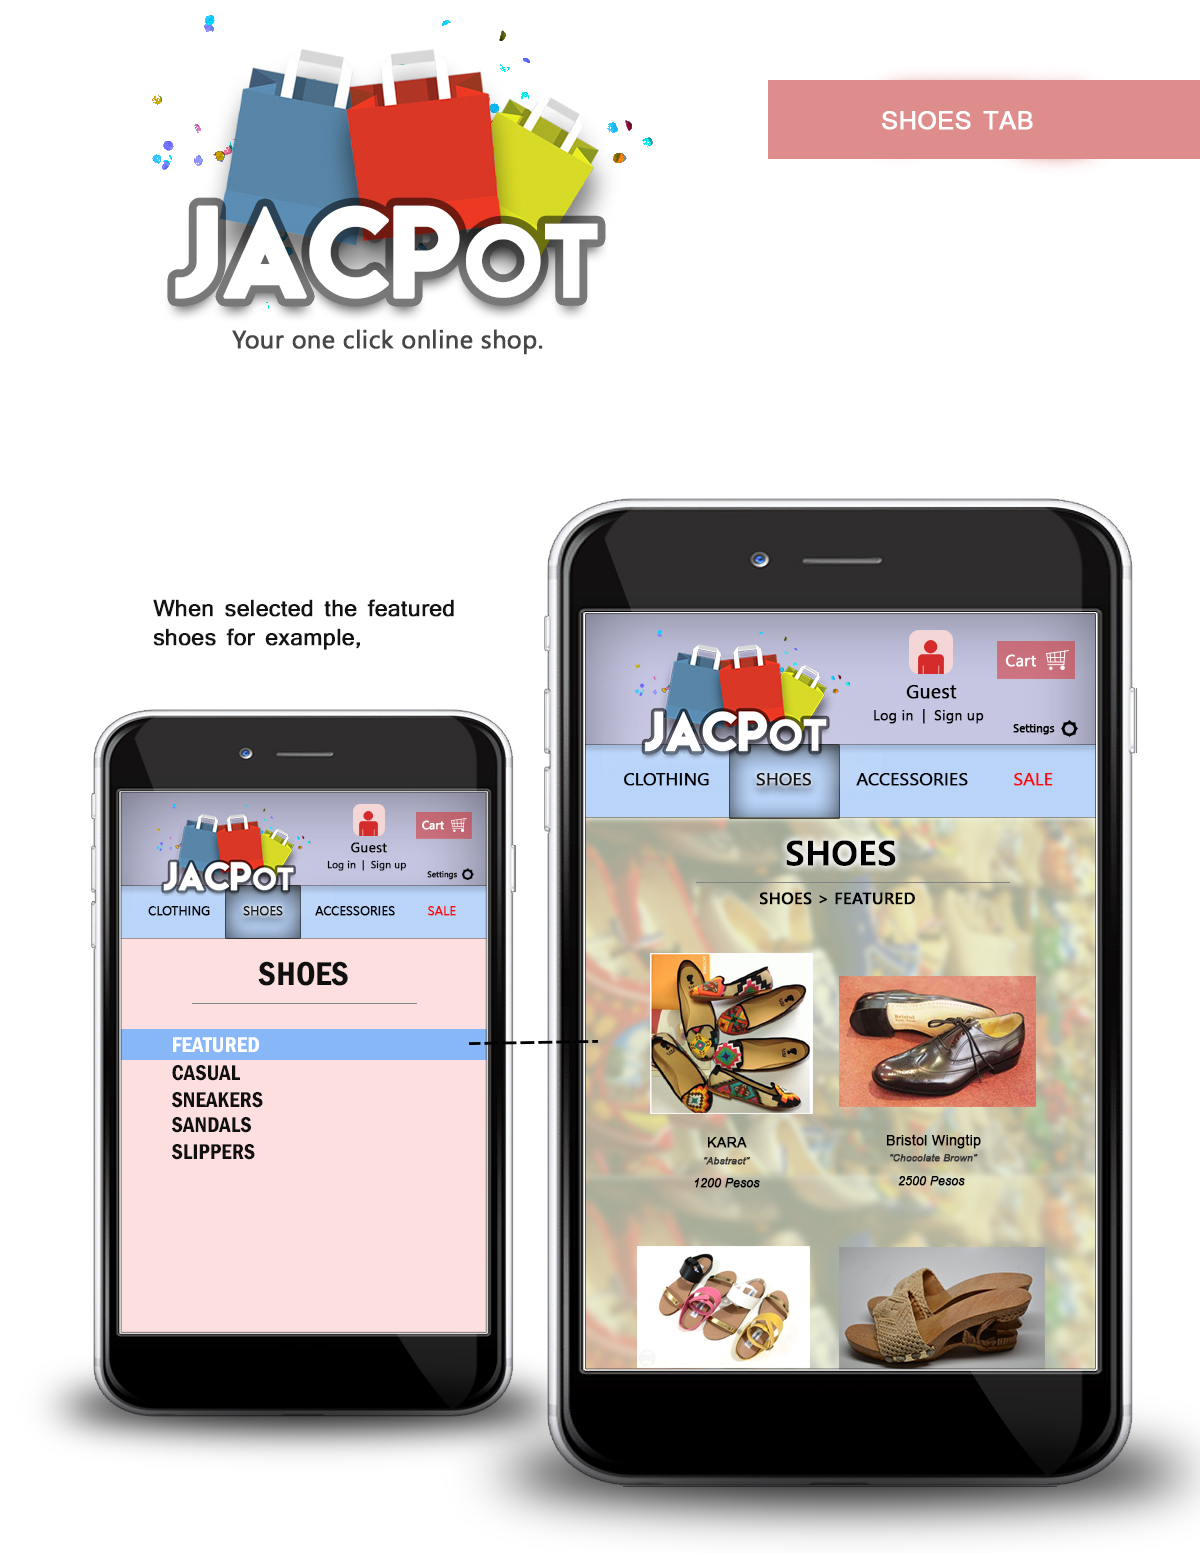 JACPOT
Your one click online shop.
SHOES TAB
When selected the featured
shoes for example,
JACPOT
Guest
Log in | Sign up
Cart
Settings
CLOTHING SHOES ACCESSORIES SALE
SHOES
FEATURED
CASUAL
SNEAKERS
SANDALS
SLIPPERS
JACPOT
Guest
Log in | Sign up
Cart
Settings
CLOTHING SHOES ACCESSORIES SALE
SHOES
SHOES > FEATURED
Bristol
KARA
"Abstract"
1200 Pesos
Bristol Wingtip
"Chocolate Brown"
2500 Pesos